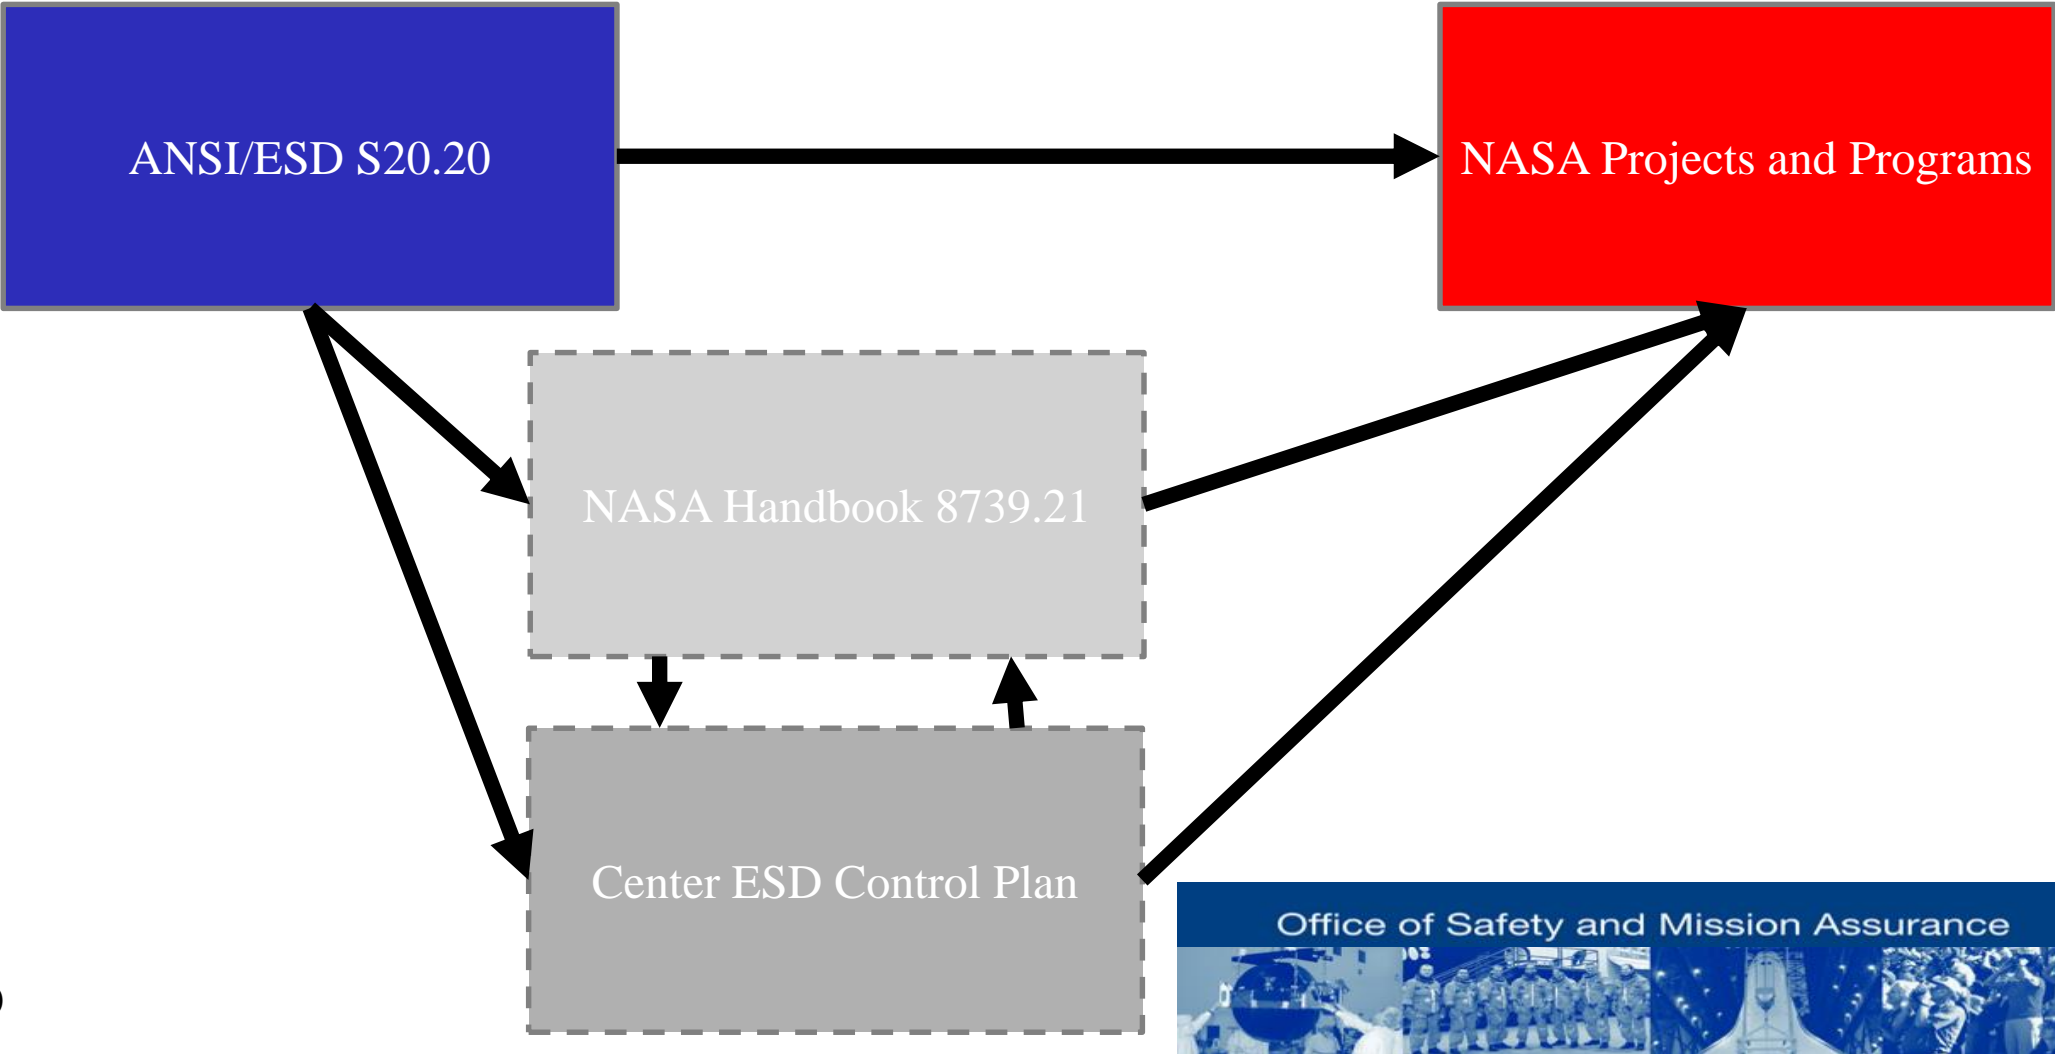 ANSI/ESD S20.20
NASA Projects and Programs
NASA Handbook 8739.21
Center ESD Control Plan
Office of Safety and Mission Assurance